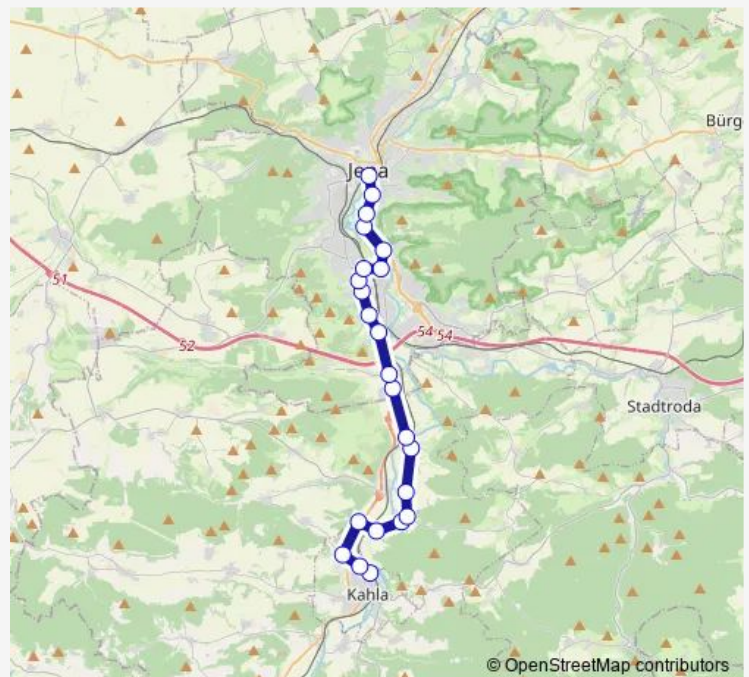 Bürg
Jena
51
52
54 54
Stadtroda
Kahla
© OpenStreetMap contributors